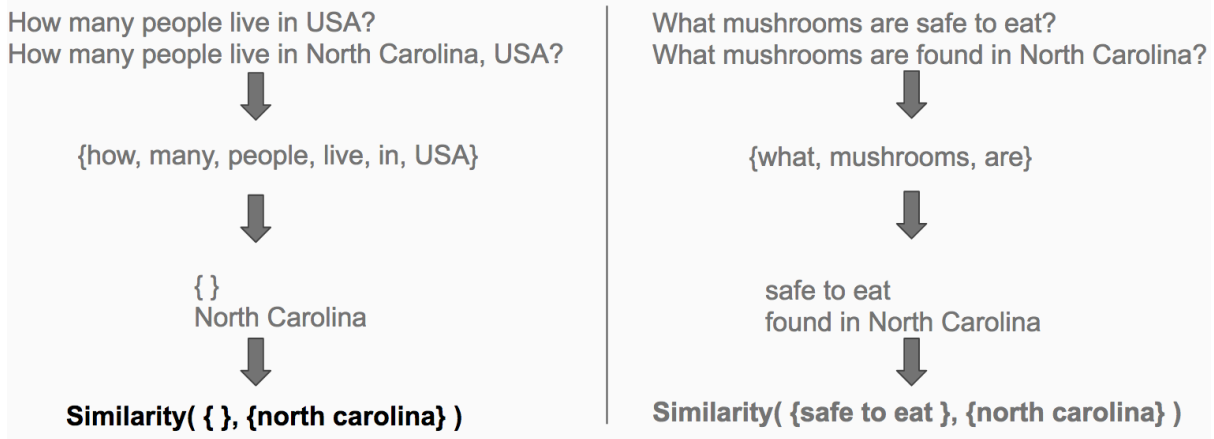 How many people live in USA?
How many people live in North Carolina, USA?
{how, many, people, live, in, USA}
{ }
North Carolina
Similarity( { }, {north carolina} )
What mushrooms are safe to eat?
What mushrooms are found in North Carolina?
{what, mushrooms, are}
safe to eat
found in North Carolina
Similarity( {safe to eat }, {north carolina} )